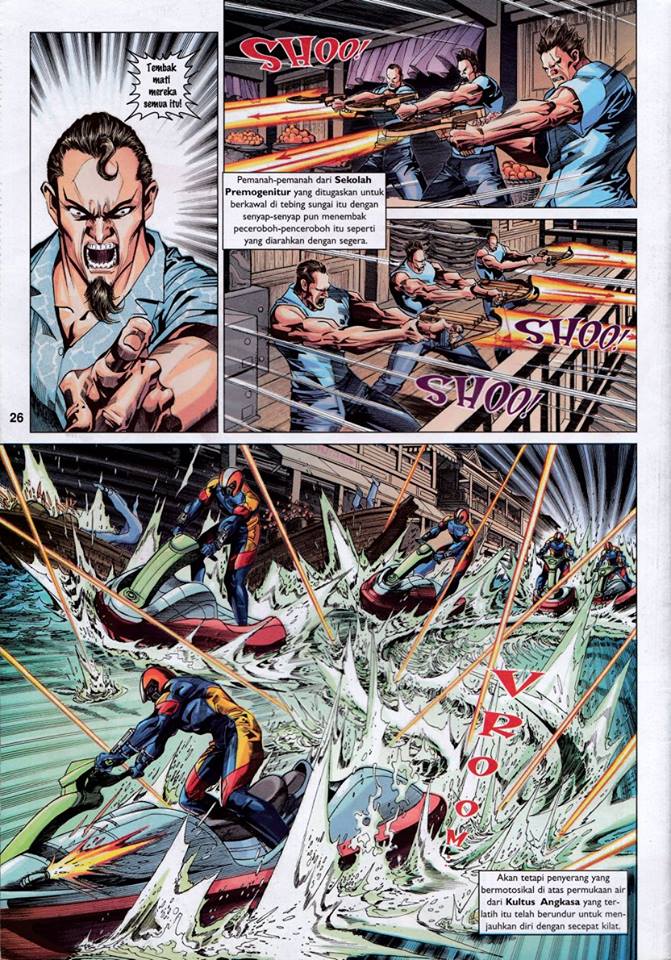 Tembak
mati
mereka
semua itu!
SHOO!
Pemanah-pemanah dari Sekolah
Premogenitur yang ditugaskan untuk
berkawal di tebing sungai itu dengan
senyap-senyap pun menembak
peceroboh-penceroboh itu seperti
yang diarahkan dengan segera.
SHOO!
SHOO!
26
VROOM
Akan tetapi penyerang yang
bermotosikal di atas permukaan air
dari Kultus Angkasa yang ter-
latih itu telah berundur untuk men-
jauhkan diri dengan secepat kilat.